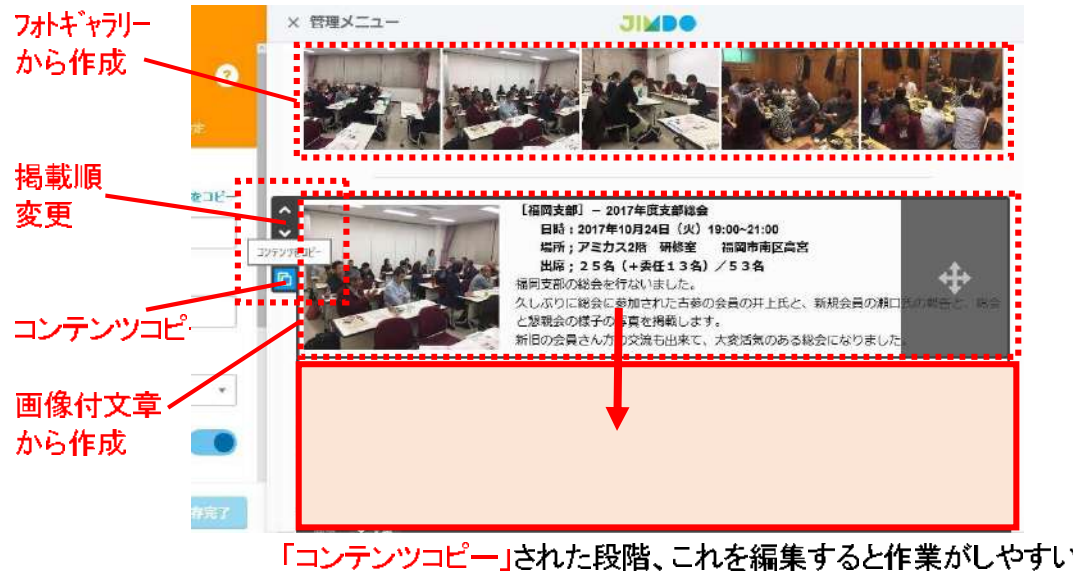 フォトギャラリー
から作成
× 管理メニュー
JIMDO
?
定
掲載順
変更
をコピー
コンテンツをコピー
[福岡支部] － 2017年度支部総会
日時：2017年10月24日（火）19:00~21:00
場所；アミカス2階 研修室 福岡市南区高宮
出席；２５名（＋委任１３名）／５３名
福岡支部の総会を行ないました。
久しぶりに総会に参加された古参の会員の井上氏と、新規会員の瀬口氏の報告と、総会
と懇親会の様子の写真を掲載します。
新旧の会員さん方の交流も出来て、大変活気のある総会になりました。
コンテンツコピ
画像付文章
から作成
存完了
「コンテンツコピー」された段階、これを編集すると作業がしやすい